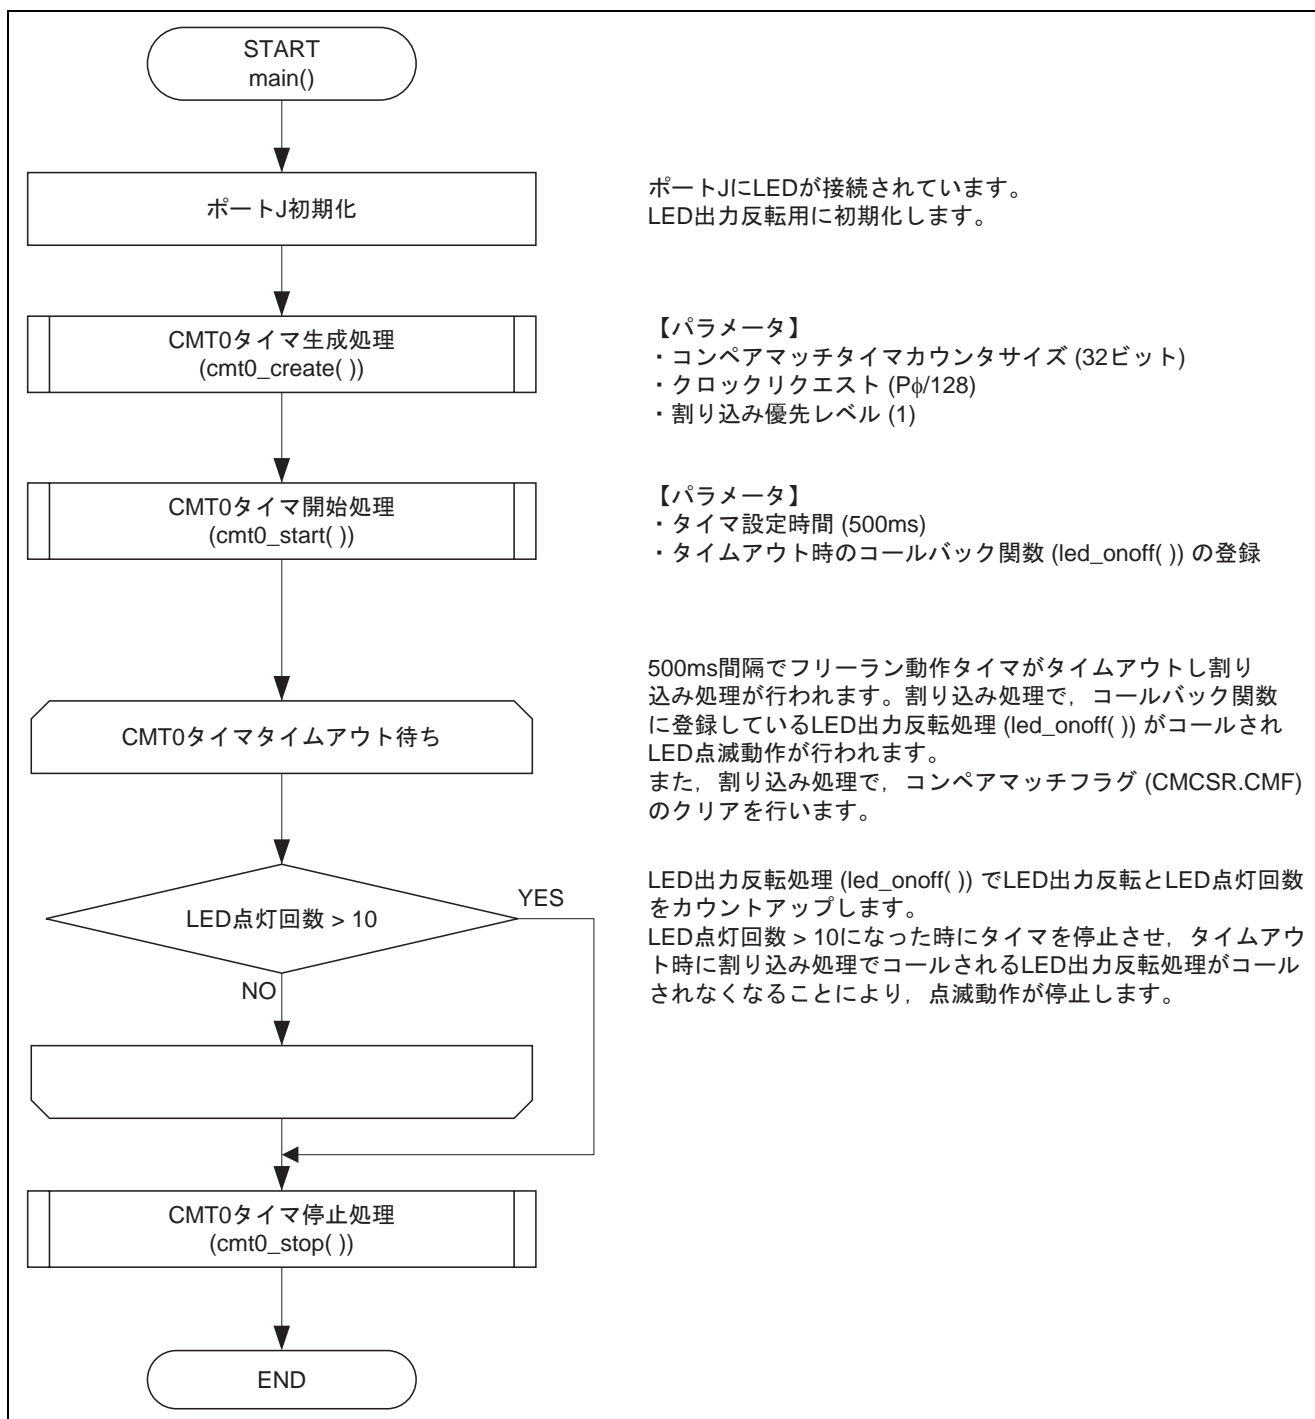 START
main()
ポートJ初期化
ポートJにLEDが接続されています。
LED出力反転用に初期化します。
CMT0タイマ生成処理
(cmt0_create( ))
【パラメータ】
・コンペアマッチタイマカウンタサイズ (32ビット)
・クロックリクエスト (Pφ/128)
・割り込み優先レベル (1)
CMT0タイマ開始処理
(cmt0_start( ))
【パラメータ】
・タイマ設定時間 (500ms)
・タイムアウト時のコールバック関数 (led_onoff( )) の登録
CMT0タイマタイムアウト待ち
500ms間隔でフリーラン動作タイマがタイムアウトし割り
込み処理が行われます。割り込み処理で，コールバック関数
に登録しているLED出力反転処理 (led_onoff( )) がコールされ
LED点滅動作が行われます。
また，割り込み処理で，コンペアマッチフラグ (CMCSR.CMF)
のクリアを行います。
LED点灯回数 > 10
YES
NO
LED出力反転処理 (led_onoff( )) でLED出力反転とLED点灯回数
をカウントアップします。
LED点灯回数 > 10になった時にタイマを停止させ，タイムアウ
ト時に割り込み処理でコールされるLED出力反転処理がコール
されなくなることにより，点滅動作が停止します。
CMT0タイマ停止処理
(cmt0_stop( ))
END